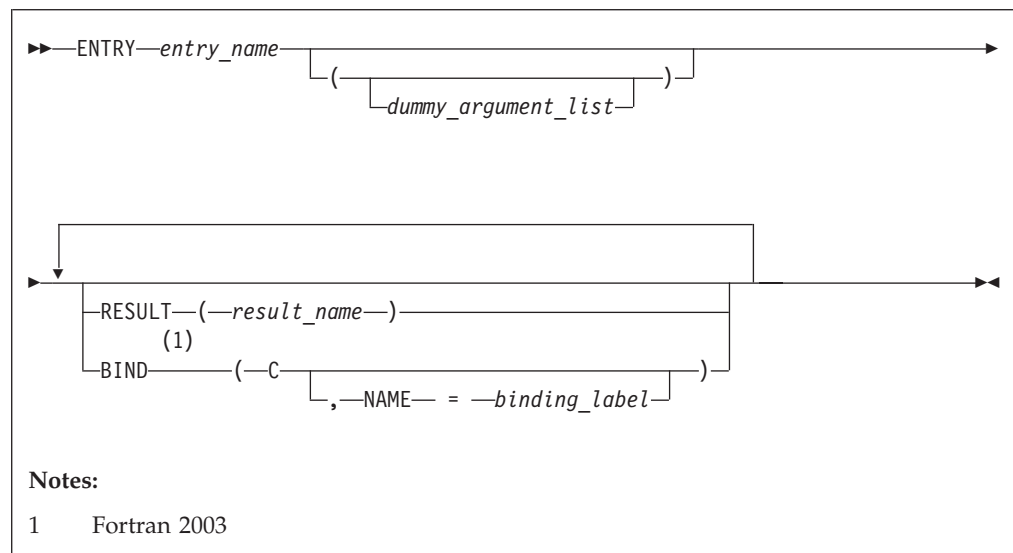 ENTRY entry_name
( )
dummy_argument_list
RESULT ( result_name )
(1)
BIND ( C )
, NAME = binding_label
Notes:
1 Fortran 2003